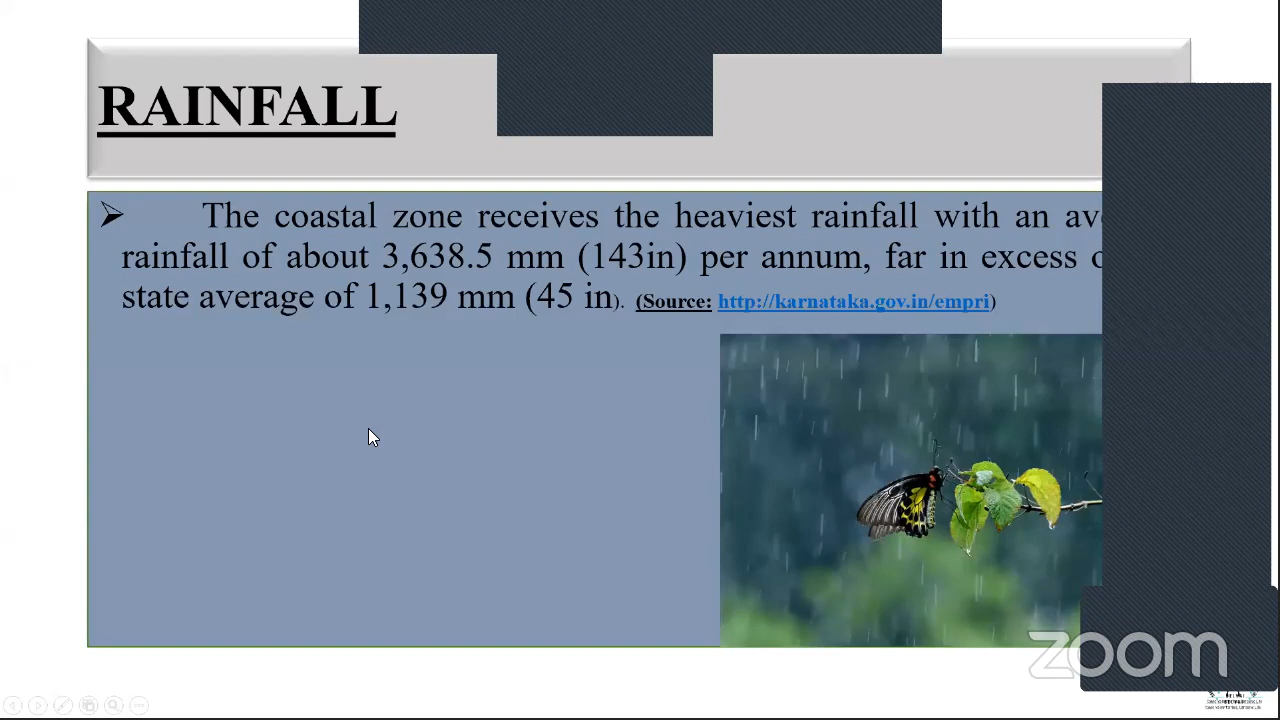 RAINFALL
➢ The coastal zone receives the heaviest rainfall with an
rainfall of about 3,638.5 mm (143in) per annum, far in excess
state average of 1,139 mm (45 in). (Source: http://karnataka.gov.in/empri)
zoom